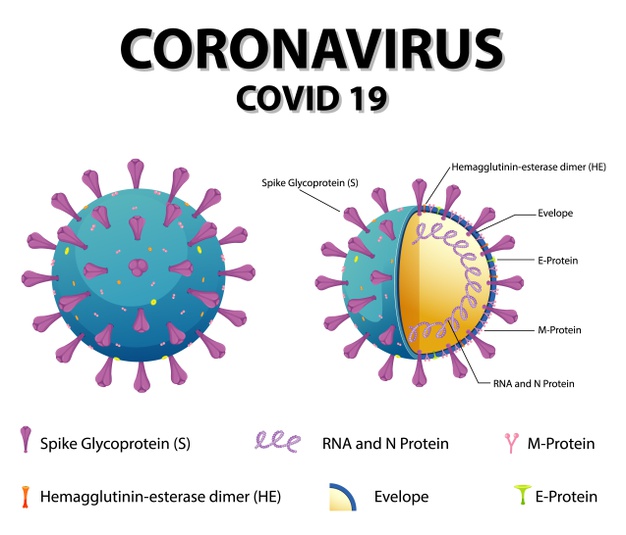 CORONAVIRUS
COVID 19
Hemagglutinin-esterase dimer (HE)
Spike Glycoprotein (S)
Evelope
E-Protein
M-Protein
RNA and N Protein
Spike Glycoprotein (S)
RNA and N Protein
M-Protein
Hemagglutinin-esterase dimer (HE)
Evelope
E-Protein